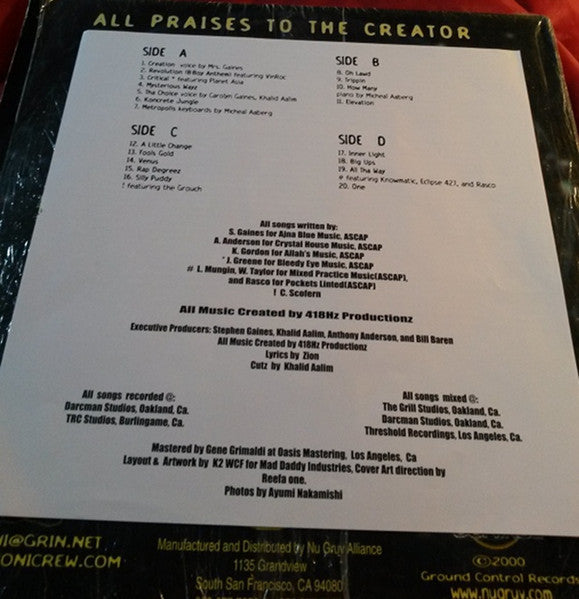 ALL PRAISES TO THE CREATOR
SIDE A
1. Creation voice by Mrs. Gaines
2. Revolution (B Boy Anthem) featuring VinRoc
3. Critical * featuring Planet Asia
4. Mysterious Wayz
5. Tha Choice voice by Carolyn Gaines, Khalid Aalim
6. Koncrete Jungle
7. Metropolis keyboards by Micheal Aaberg
SIDE B
8. Oh Lawd
9. Trippin
10. How Many
piano by Micheal Aaberg
11. Elevation
SIDE C
12. A Little Change
13. Fools Gold
14. Venus
15. Rap Degreez
16. Silly Puddy
! featuring the Grouch
SIDE D
17. Inner Light
18. Big Ups
19. All Tha Way
# featuring Knowmatic, Eclipse 427, and Rasco
20. One
All songs written by:
S. Gaines for Ajna Blue Music, ASCAP
A. Anderson for Crystal House Music, ASCAP
K. Gordon for Allah's Music, ASCAP
* J. Greene for Bleedy Eye Music, ASCAP
# L. Mungin, W. Taylor for Mixed Practice Music(ASCAP),
and Rasco for Pockets Linted(ASCAP)
! C. Scofern
All Music Created by 418Hz Productionz
Executive Producers: Stephen Gaines, Khalid Aalim, Anthony Anderson, and Bill Baren
All Music Created by 418Hz Productionz
Lyrics by Zion
Cutz by Khalid Aalim
All songs recorded @:
Darcman Studios, Oakland, Ca.
TRC Studios, Burlingame, Ca.
All songs mixed @:
The Grill Studios, Oakland, Ca.
Darcman Studios, Oakland, Ca.
Threshold Recordings, Los Angeles, Ca.
Mastered by Gene Grimaldi at Oasis Mastering, Los Angeles, Ca
Layout & Artwork by K2 WCF for Mad Daddy Industries, Cover Art direction by
Reefa one.
Photos by Ayumi Nakamishi
@GRIN.NET
ONICREW.COM
Manufactured and Distributed by Nu Gruv Alliance
1135 Grandview
South San Francisco, CA 94080
©2000
Ground Control Records
www.nugruv.com